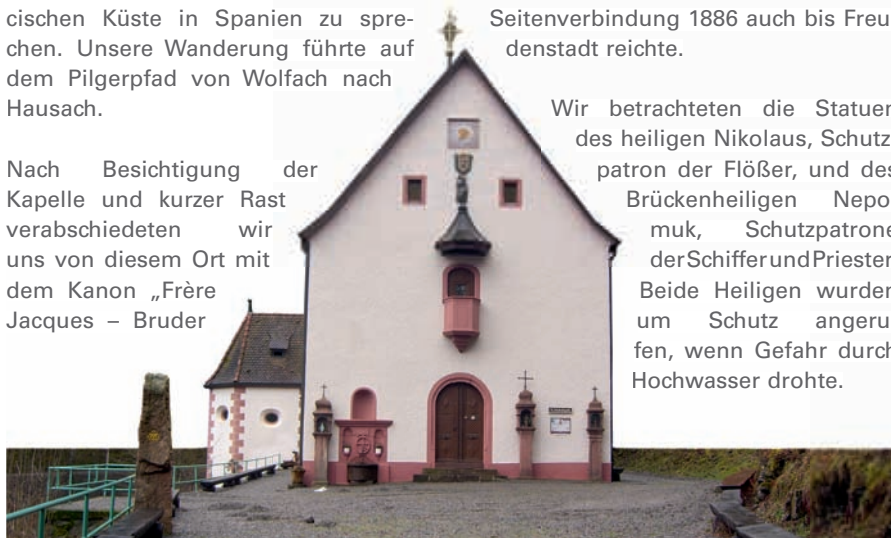 cischen Küste in Spanien zu spre-
chen. Unsere Wanderung führte auf
dem Pilgerpfad von Wolfach nach
Hausach.
Nach Besichtigung der
Kapelle und kurzer Rast
verabschiedeten wir
uns von diesem Ort mit
dem Kanon „Frère
Jacques – Bruder
Seitenverbindung 1886 auch bis Freu
denstadt reichte.
Wir betrachteten die Statuen
des heiligen Nikolaus, Schutz
patron der Flößer, und des
Brückenheiligen Nepo
muk, Schutzpatrone
der Schiffer und Priester
Beide Heiligen wurden
um Schutz angeru
fen, wenn Gefahr durch
Hochwasser drohte.